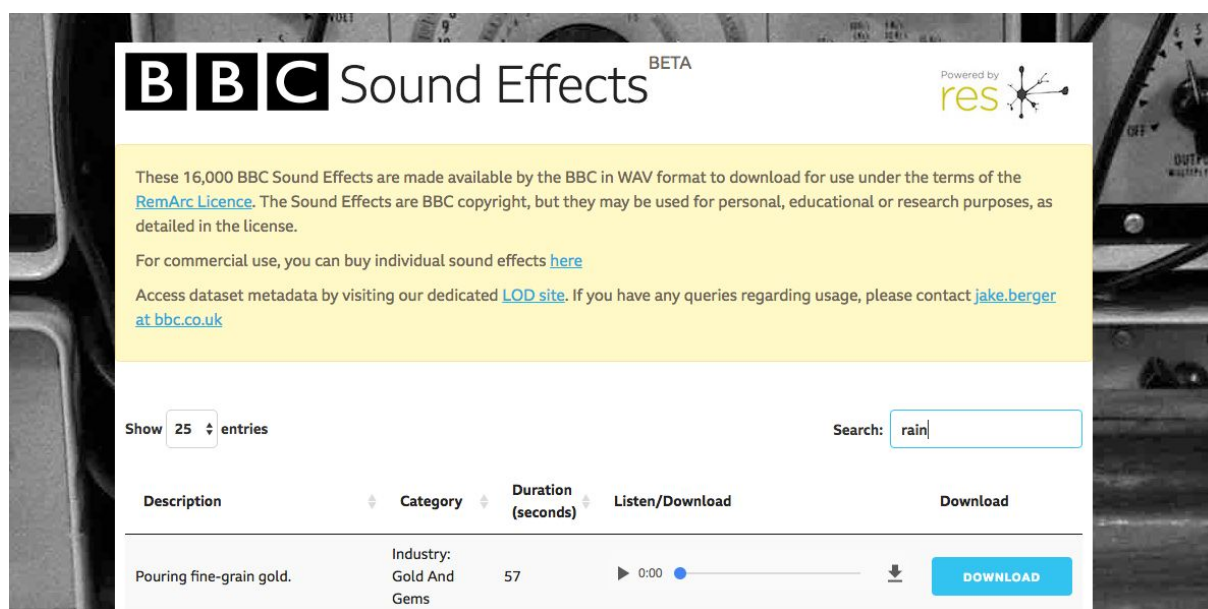 BBC Sound Effects BETA
Powered by
res
These 16,000 BBC Sound Effects are made available by the BBC in WAV format to download for use under the terms of the
RemArc Licence. The Sound Effects are BBC copyright, but they may be used for personal, educational or research purposes, as
detailed in the license.
For commercial use, you can buy individual sound effects here
Access dataset metadata by visiting our dedicated LOD site. If you have any queries regarding usage, please contact jake.berger
at bbc.co.uk
Show 25 entries
Search: rain
Description Category Duration (seconds) Listen/Download Download
Pouring fine-grain gold.
Industry:
Gold And
Gems
57
0:00
DOWNLOAD
OFF